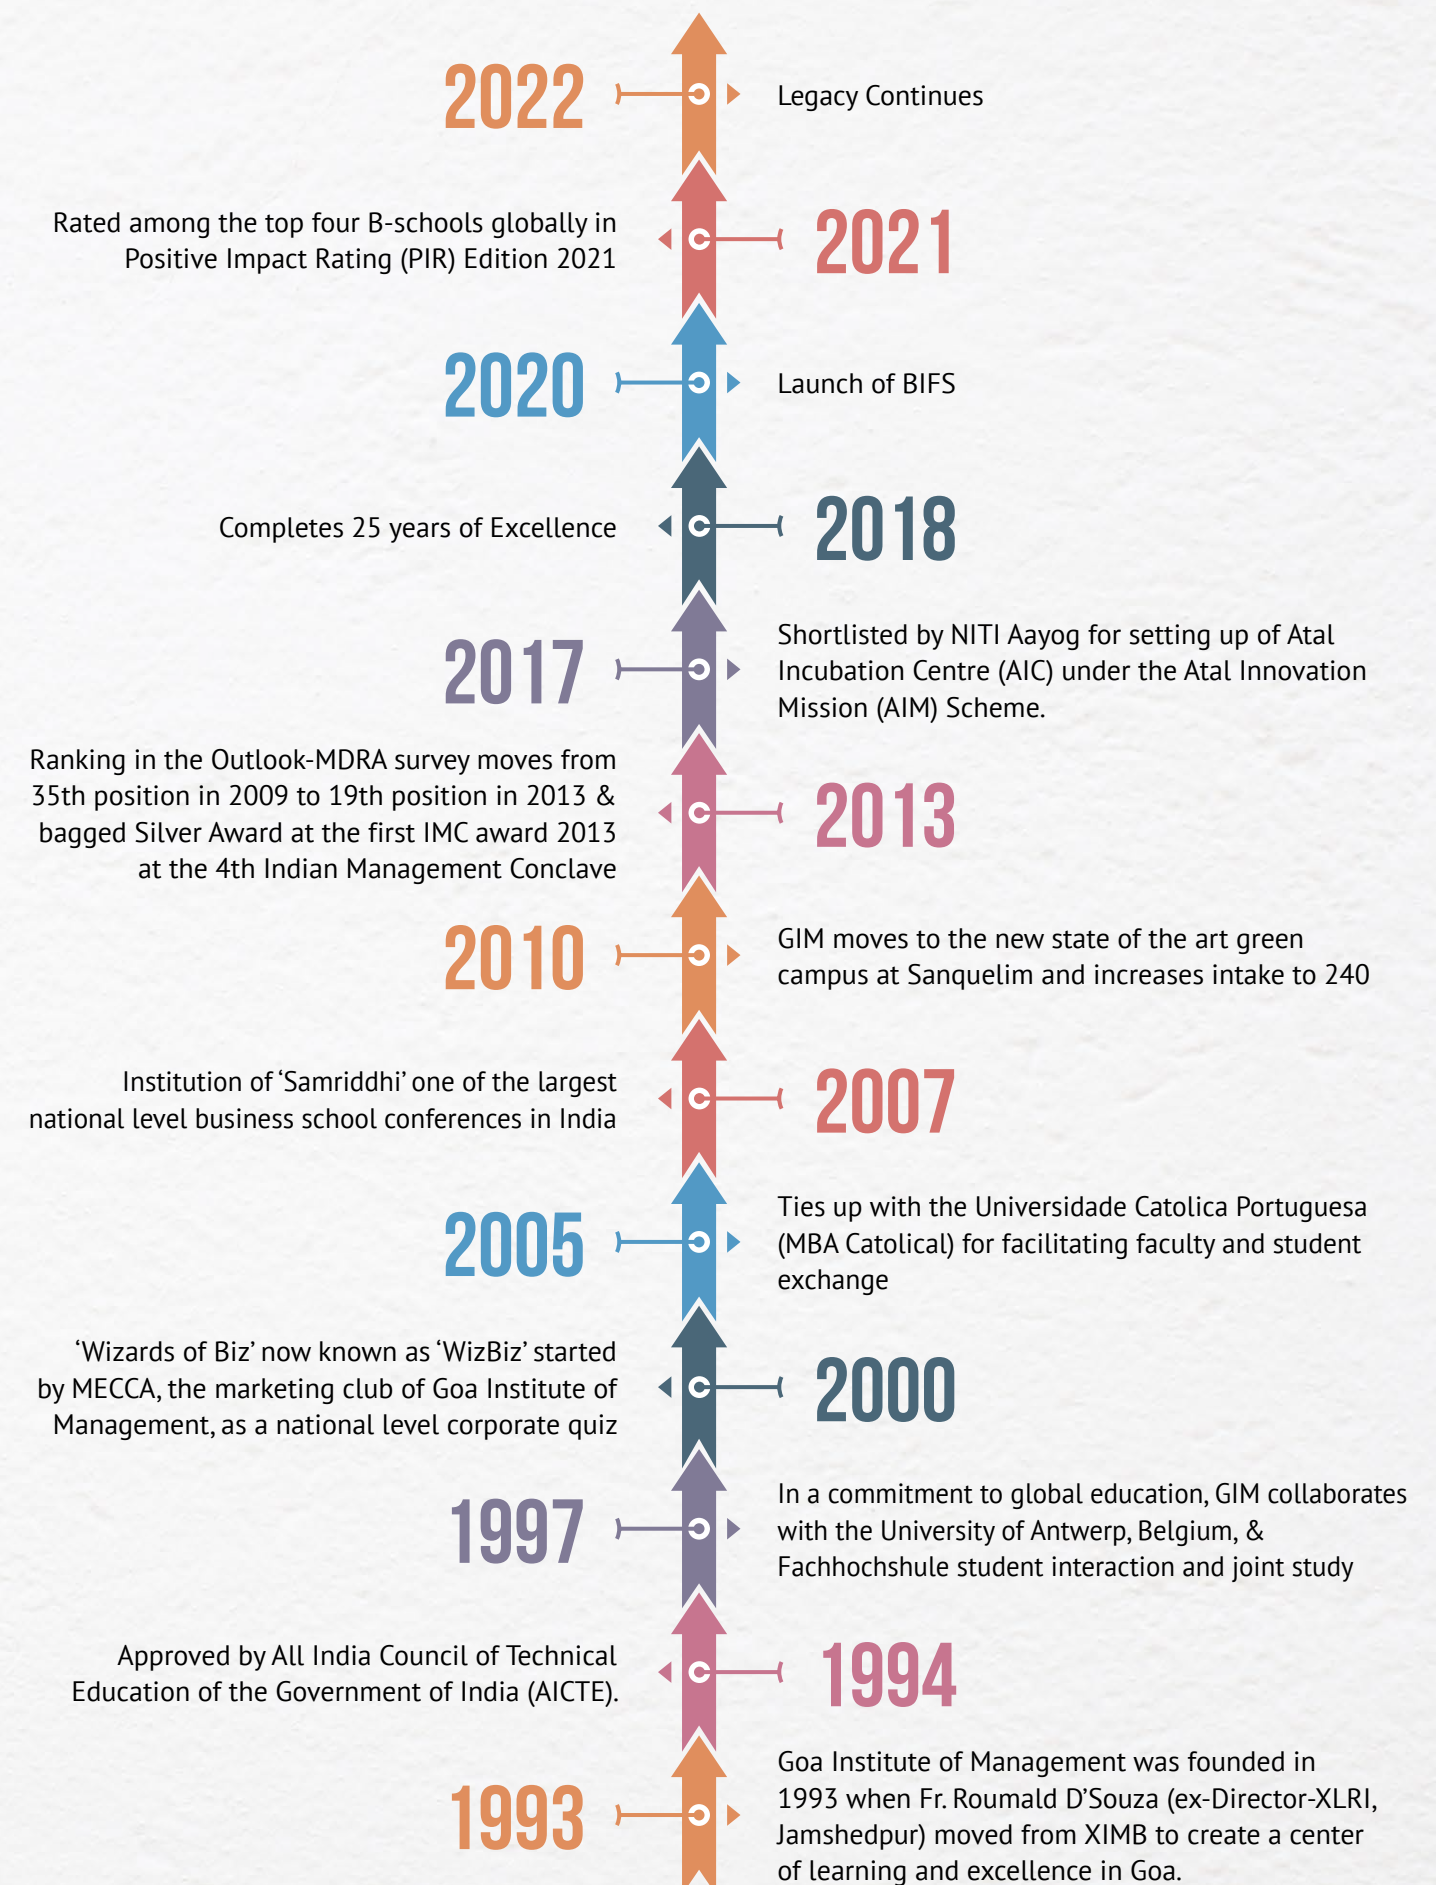 2022
Legacy Continues
Rated among the top four B-schools globally in
Positive Impact Rating (PIR) Edition 2021
2021
2020
Launch of BIFS
Completes 25 years of Excellence
2018
2017
Shortlisted by NITI Aayog for setting up of Atal
Incubation Centre (AIC) under the Atal Innovation
Mission (AIM) Scheme.
Ranking in the Outlook-MDRA survey moves from
35th position in 2009 to 19th position in 2013 &
bagged Silver Award at the first IMC award 2013
at the 4th Indian Management Conclave
2013
2010
GIM moves to the new state of the art green
campus at Sanquelim and increases intake to 240
Institution of ‘Samriddhi’ one of the largest
national level business school conferences in India
2007
2005
Ties up with the Universidade Catolica Portuguesa
(MBA Catolical) for facilitating faculty and student
exchange
‘Wizards of Biz’ now known as ‘WizBiz’ started
by MECCA, the marketing club of Goa Institute of
Management, as a national level corporate quiz
2000
1997
In a commitment to global education, GIM collaborates
with the University of Antwerp, Belgium, &
Fachhochshule student interaction and joint study
Approved by All India Council of Technical
Education of the Government of India (AICTE).
1994
1993
Goa Institute of Management was founded in
1993 when Fr. Roumald D’Souza (ex-Director-XLRI,
Jamshedpur) moved from XIMB to create a center
of learning and excellence in Goa.